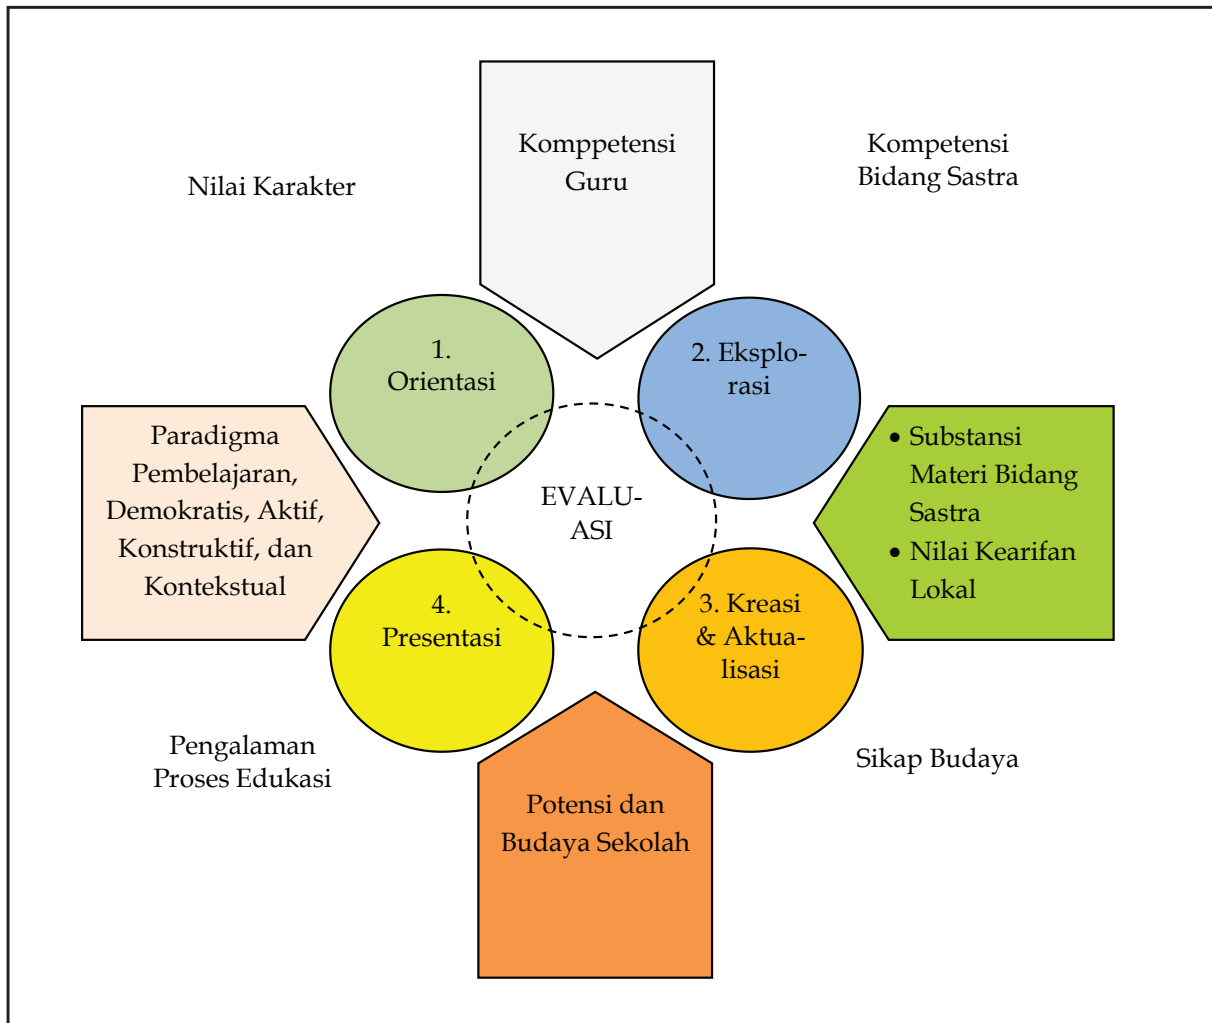 Komppetensi
Guru
Kompetensi
Bidang Sastra
Nilai Karakter
1.
Orientasi
2. Eksplo-
rasi
Paradigma
Pembelajaran,
Demokratis, Aktif,
Konstruktif, dan
Kontekstual
EVALU-
ASI
• Substansi
Materi Bidang
Sastra
• Nilai Kearifan
Lokal
4.
Presentasi
3. Kreasi
& Aktua-
lisasi
Pengalaman
Proses Edukasi
Sikap Budaya
Potensi dan
Budaya Sekolah